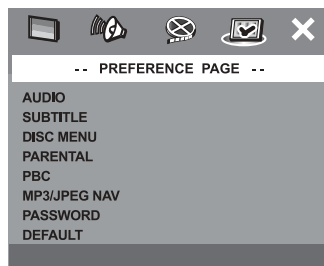 -- PREFERENCE PAGE --
AUDIO
SUBTITLE
DISC MENU
PARENTAL
PBC
MP3/JPEG NAV
PASSWORD
DEFAULT